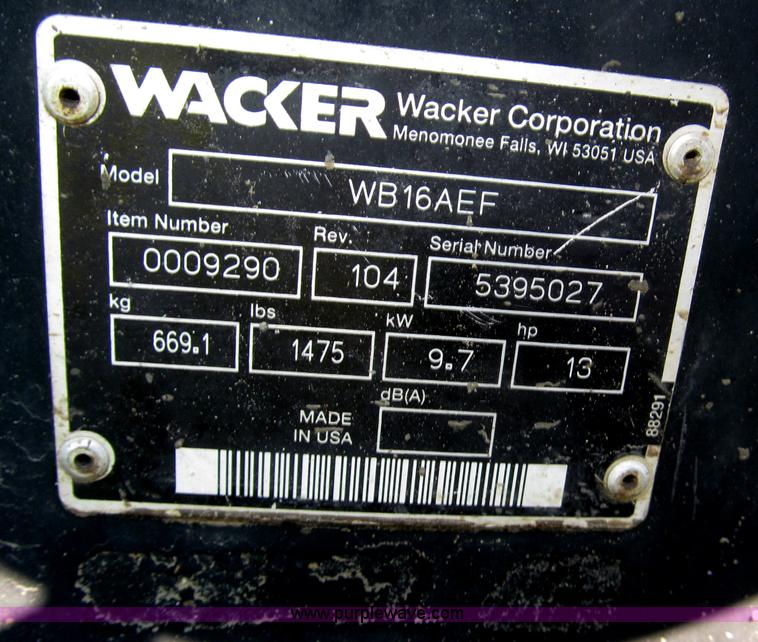 WACKER Wacker Corporation
Menomonee Falls, WI 53051 USA
Model WB16AEF
Item Number Rev. Serial Number
0009290 104 5395027
kg lbs kW hp
669.1 1475 9.7 13
dB(A)
MADE
IN USA
88291
www.purplewave.com